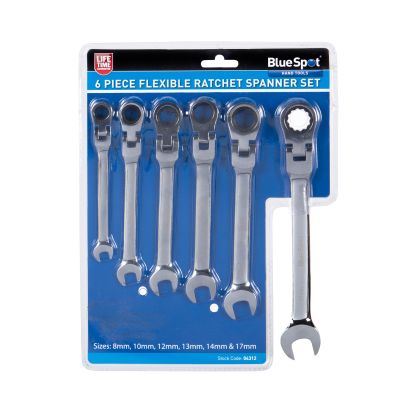 LIFE
TIME
BlueSpot
HAND TOOLS
6 PIECE FLEXIBLE RATCHET SPANNER SET
Sizes: 8mm, 10mm, 12mm, 13mm, 14mm & 17mm
Stock Code: 04312